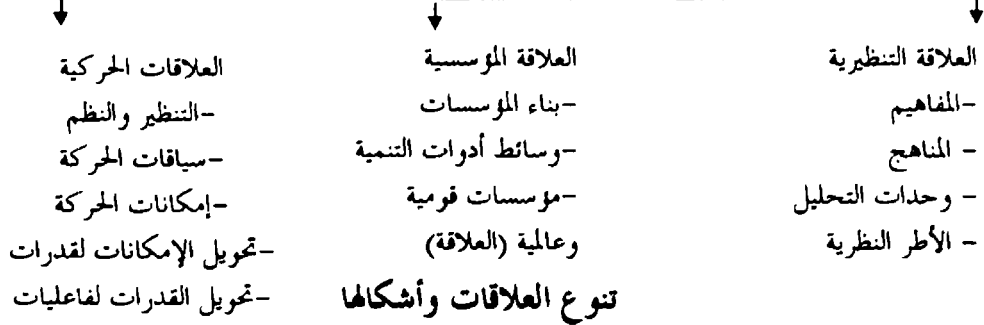 العلاقة التنظيرية
-المفاهيم
- المناهج
- وحدات التحليل
- الأطر النظرية
العلاقة المؤسسية
-بناء المؤسسات
-وسائط أدوات التنمية
-مؤسسات قومية
وعالمية (العلاقة)
العلاقات الحركية
-التنظير والنظم
-سياقات الحركة
-إمكانات الحركة
-تحويل الإمكانات لقدرات
-تحويل القدرات لفاعليات
تنوع العلاقات وأشكالها